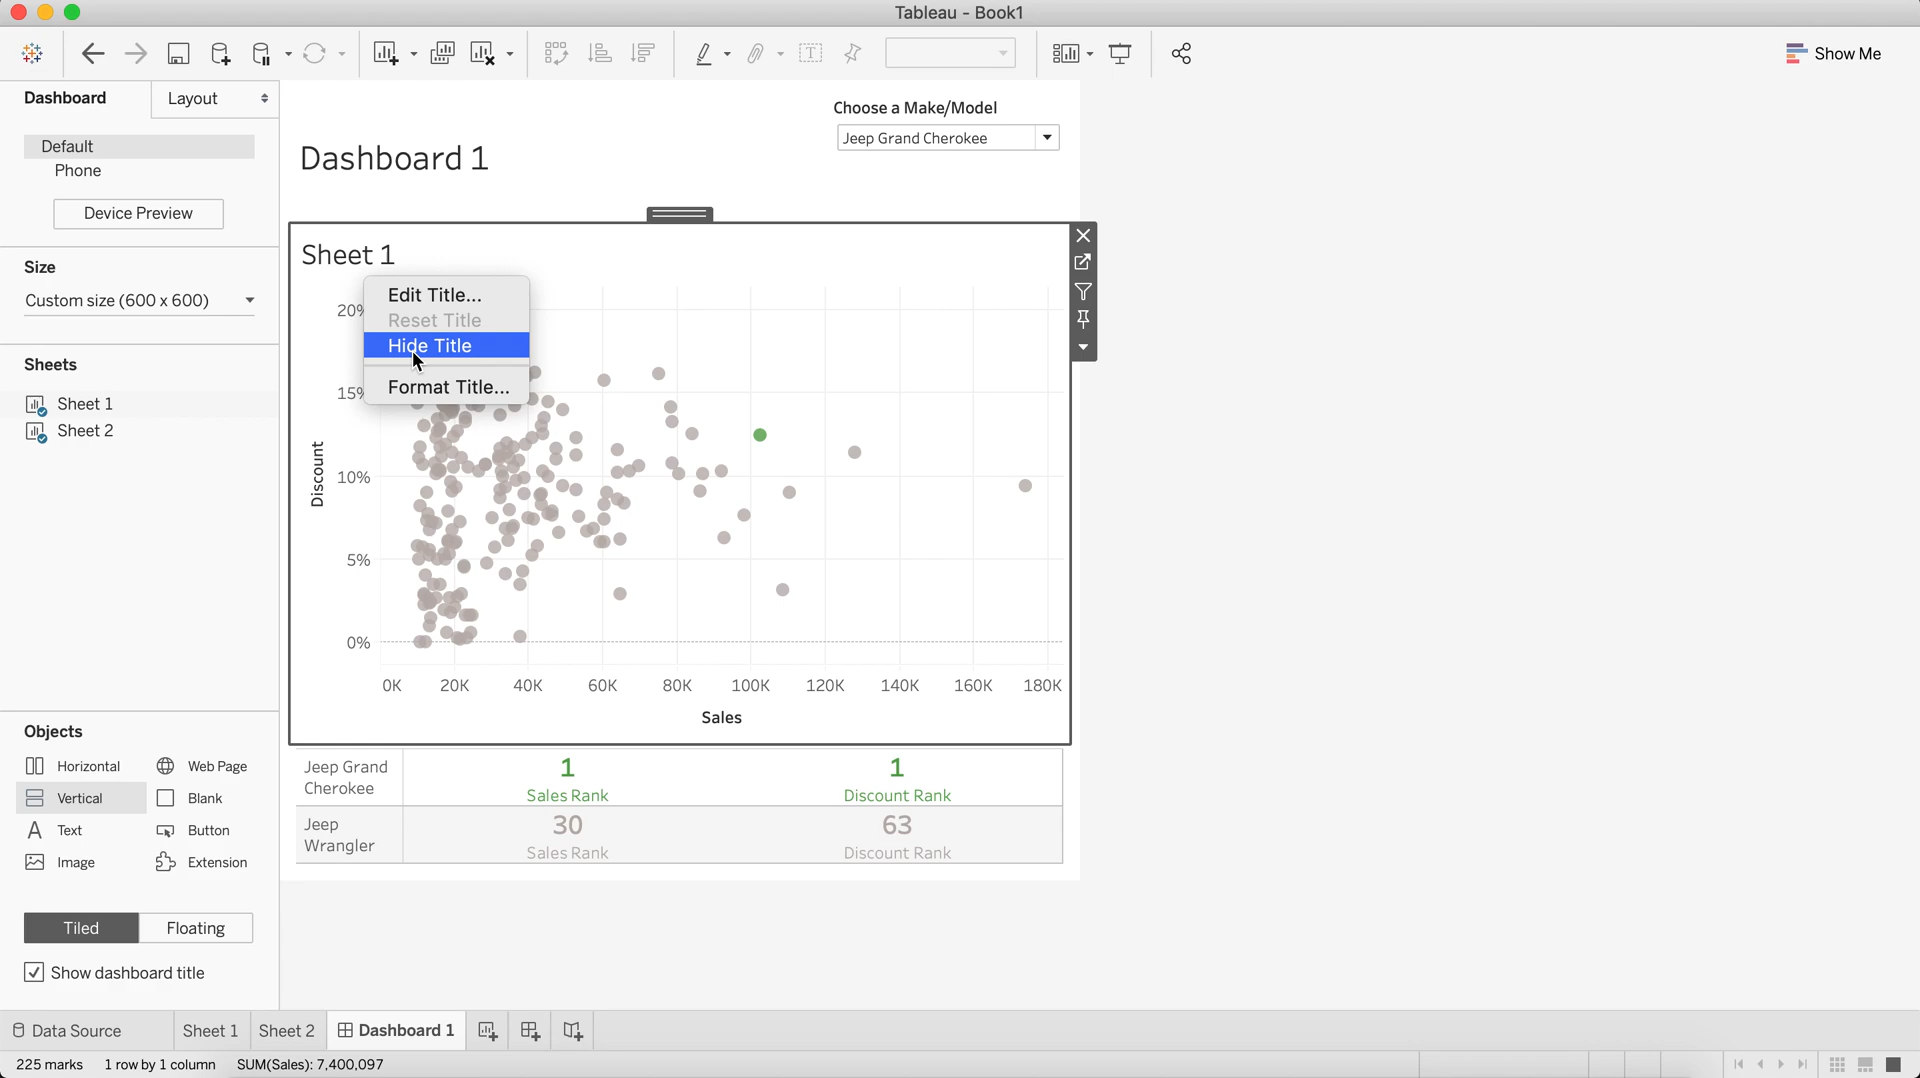 Tableau - Book1
Show Me
Dashboard
Layout
Default
Phone
Device Preview
Size
Custom size (600 x 600)
Sheets
Sheet 1
Sheet 2
Objects
Horizontal
Web Page
Vertical
Blank
Text
Button
Image
Extension
Tiled
Floating
Show dashboard title
Choose a Make/Model
Jeep Grand Cherokee
Dashboard 1
Sheet 1
Edit Title...
Reset Title
Hide Title
Format Title...
20%
15%
10%
5%
0%
Discount
0K 20K 40K 60K 80K 100K 120K 140K 160K 180K
Sales
Jeep Grand
Cherokee
1
Sales Rank
1
Discount Rank
Jeep
Wrangler
30
Sales Rank
63
Discount Rank
Data Source
Sheet 1
Sheet 2
Dashboard 1
225 marks
1 row by 1 column
SUM(Sales): 7,400,097